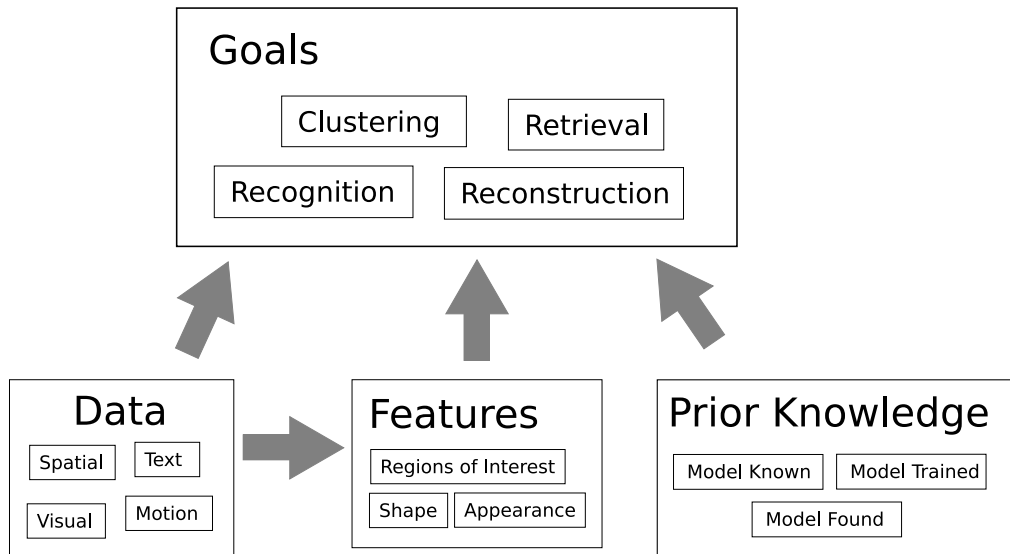 Goals
Clustering
Retrieval
Recognition
Reconstruction
Data
Spatial
Text
Visual
Motion
Features
Regions of Interest
Shape
Appearance
Prior Knowledge
Model Known
Model Trained
Model Found